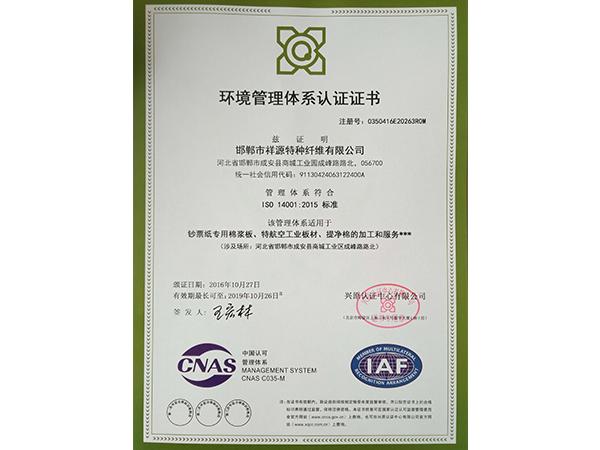 环境管理体系认证证书
注册号：0350416E20263R0M
兹 证 明
邯郸市祥源特种纤维有限公司
河北省邯郸市成安县商城工业园成峰路路北，056700
统一社会信用代码：91130424063122400A
管 理 体 系 符 合
ISO 14001:2015 标准
该管理体系适用于
钞票纸专用棉浆板、特航空工业板材、提净棉的加工和服务***
（涉及场所：河北省邯郸市成安县商城工业区成峰路路北）
颁证日期：2016年10月27日
有效期最长可至：2019年10月26日
签 发 人：
兴原认证中心有限公司
CNAS
中国认可
管理体系
MANAGEMENT SYSTEM
CNAS C035-M
MEMBER OF MULTILATERAL
IAF
RECOGNITION ARRANGEMENT